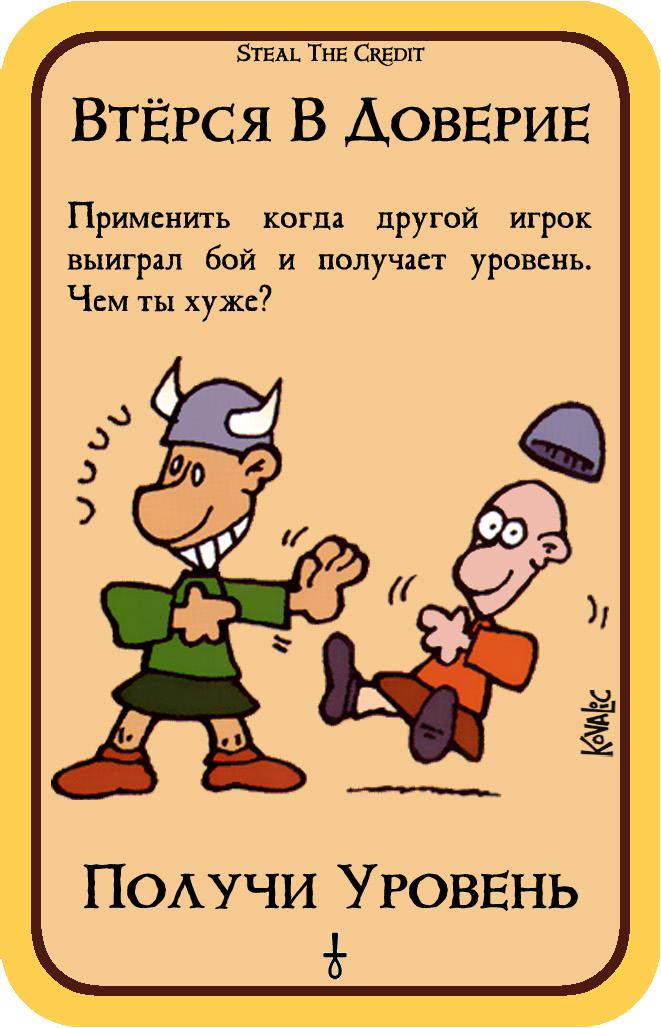 Steal The Credit
Втёрся В Доверие
Применить когда другой игрок
выиграл бой и получает уровень.
Чем ты хуже?
Kovalic
Получи Уровень